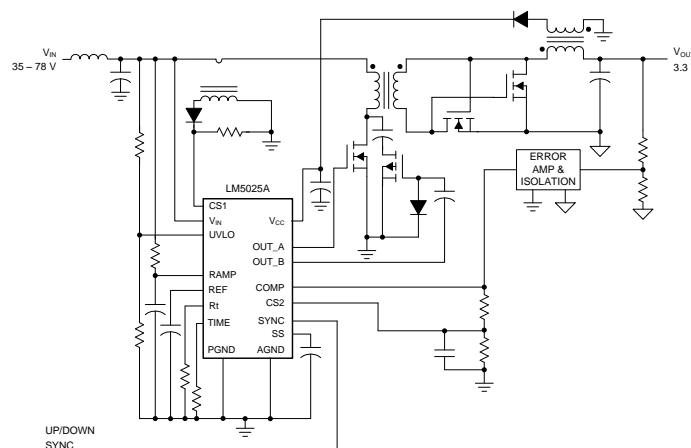 VIN
35 – 78 V
VOU
3.3
ERROR
AMP &
ISOLATION
LM5025A
CS1
VIN
UVLO
RAMP
REF
Rt
TIME
PGND
AGND
VCC
OUT_A
OUT_B
COMP
CS2
SYNC
SS
UP/DOWN
SYNC